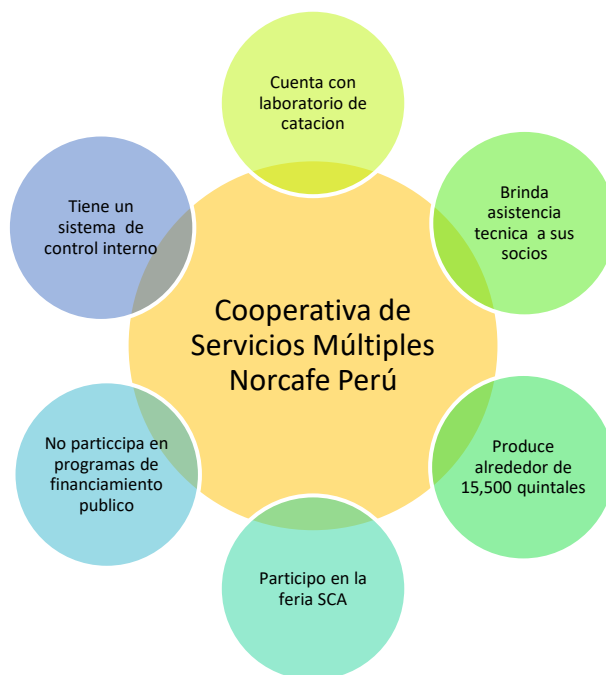 Cuenta con
laboratorio de
catacion
Brinda
asistencia
tecnica a sus
socios
Produce
alrededor de
15,500 quintales
Participo en la
feria SCA
No particcipa en
programas de
financiamiento
publico
Tiene un
sistema de
control interno
Cooperativa de
Servicios Múltiples
Norcafe Perú